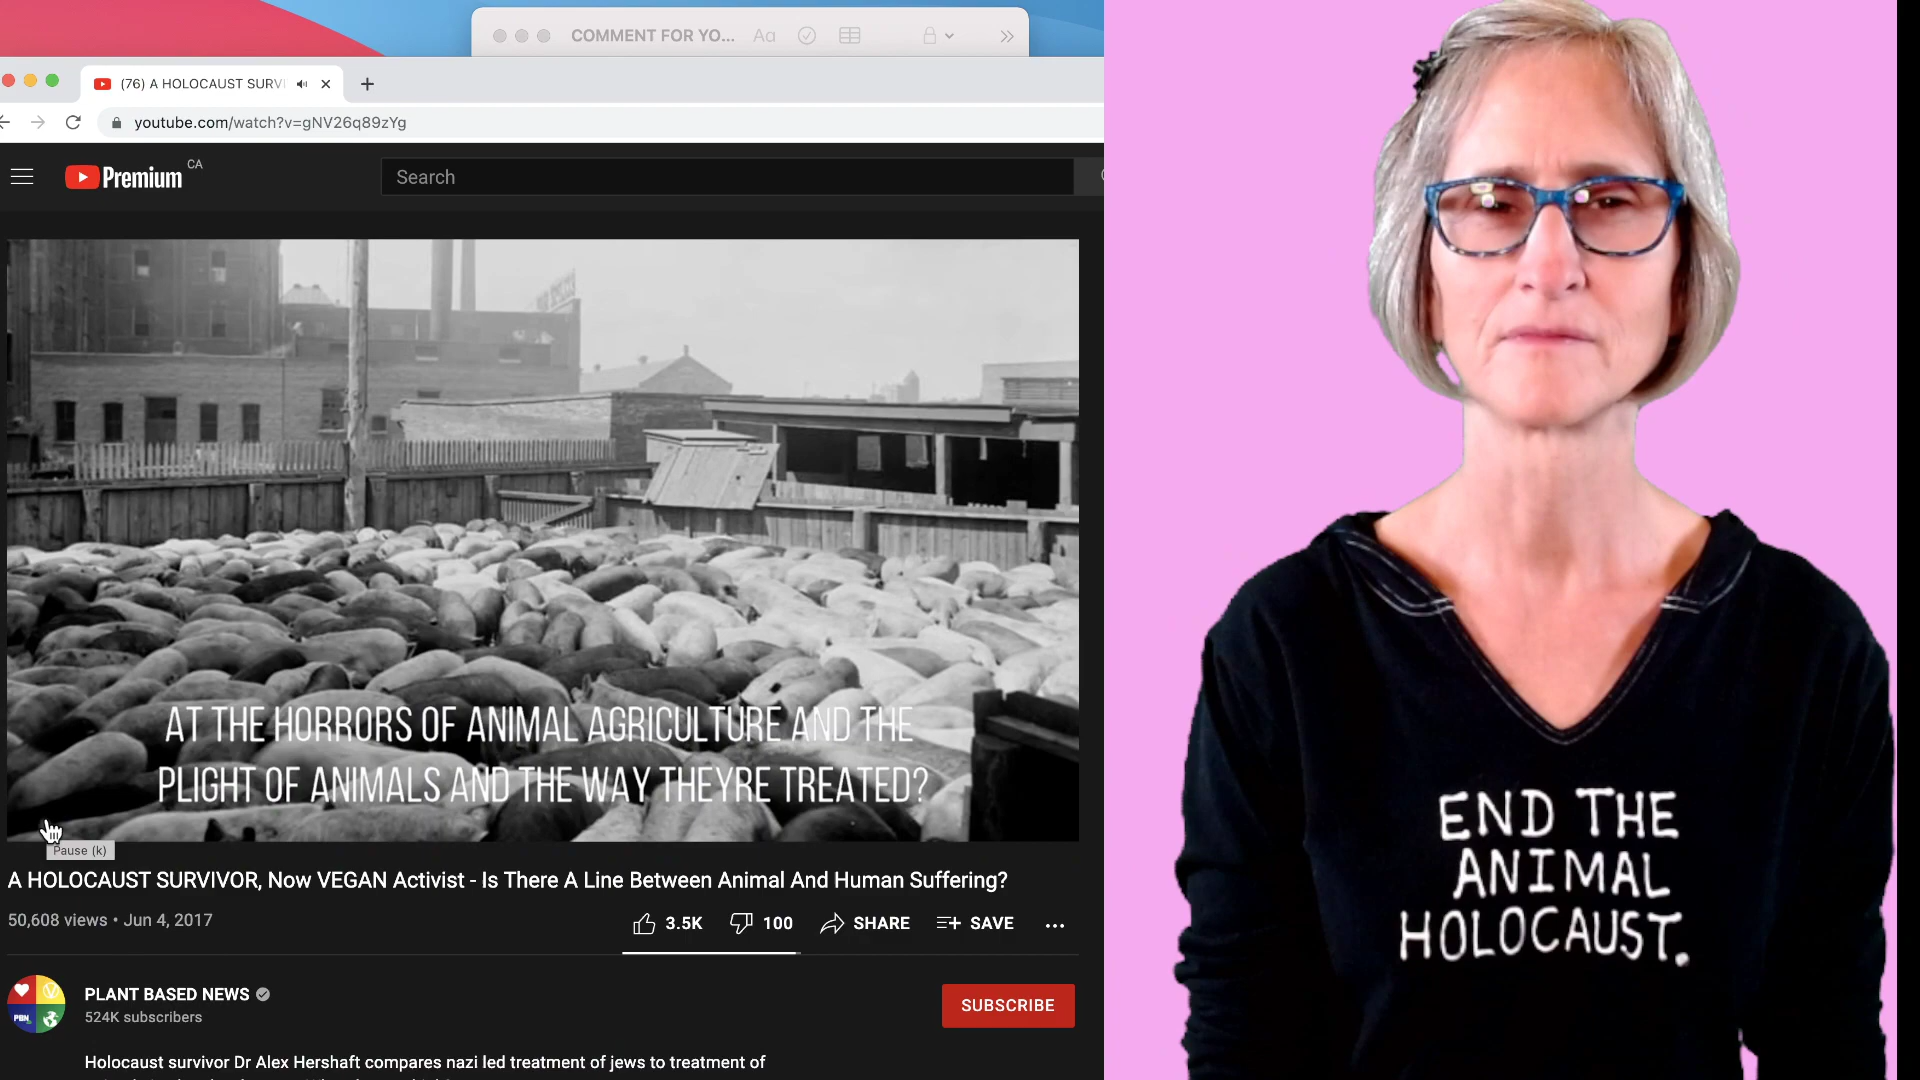 COMMENT FOR YO...
Aa
(76) A HOLOCAUST SURVI
youtube.com/watch?v=gNV26q89zYg
Premium CA
Search
AT THE HORRORS OF ANIMAL AGRICULTURE AND THE
PLIGHT OF ANIMALS AND THE WAY THEYRE TREATED?
Pause (k)
A HOLOCAUST SURVIVOR, Now VEGAN Activist - Is There A Line Between Animal And Human Suffering?
50,608 views • Jun 4, 2017
3.5K
100
SHARE
SAVE
PBN
PLANT BASED NEWS
524K subscribers
SUBSCRIBE
Holocaust survivor Dr Alex Hershaft compares nazi led treatment of jews to treatment of
END THE
ANIMAL
HOLOCAUST.